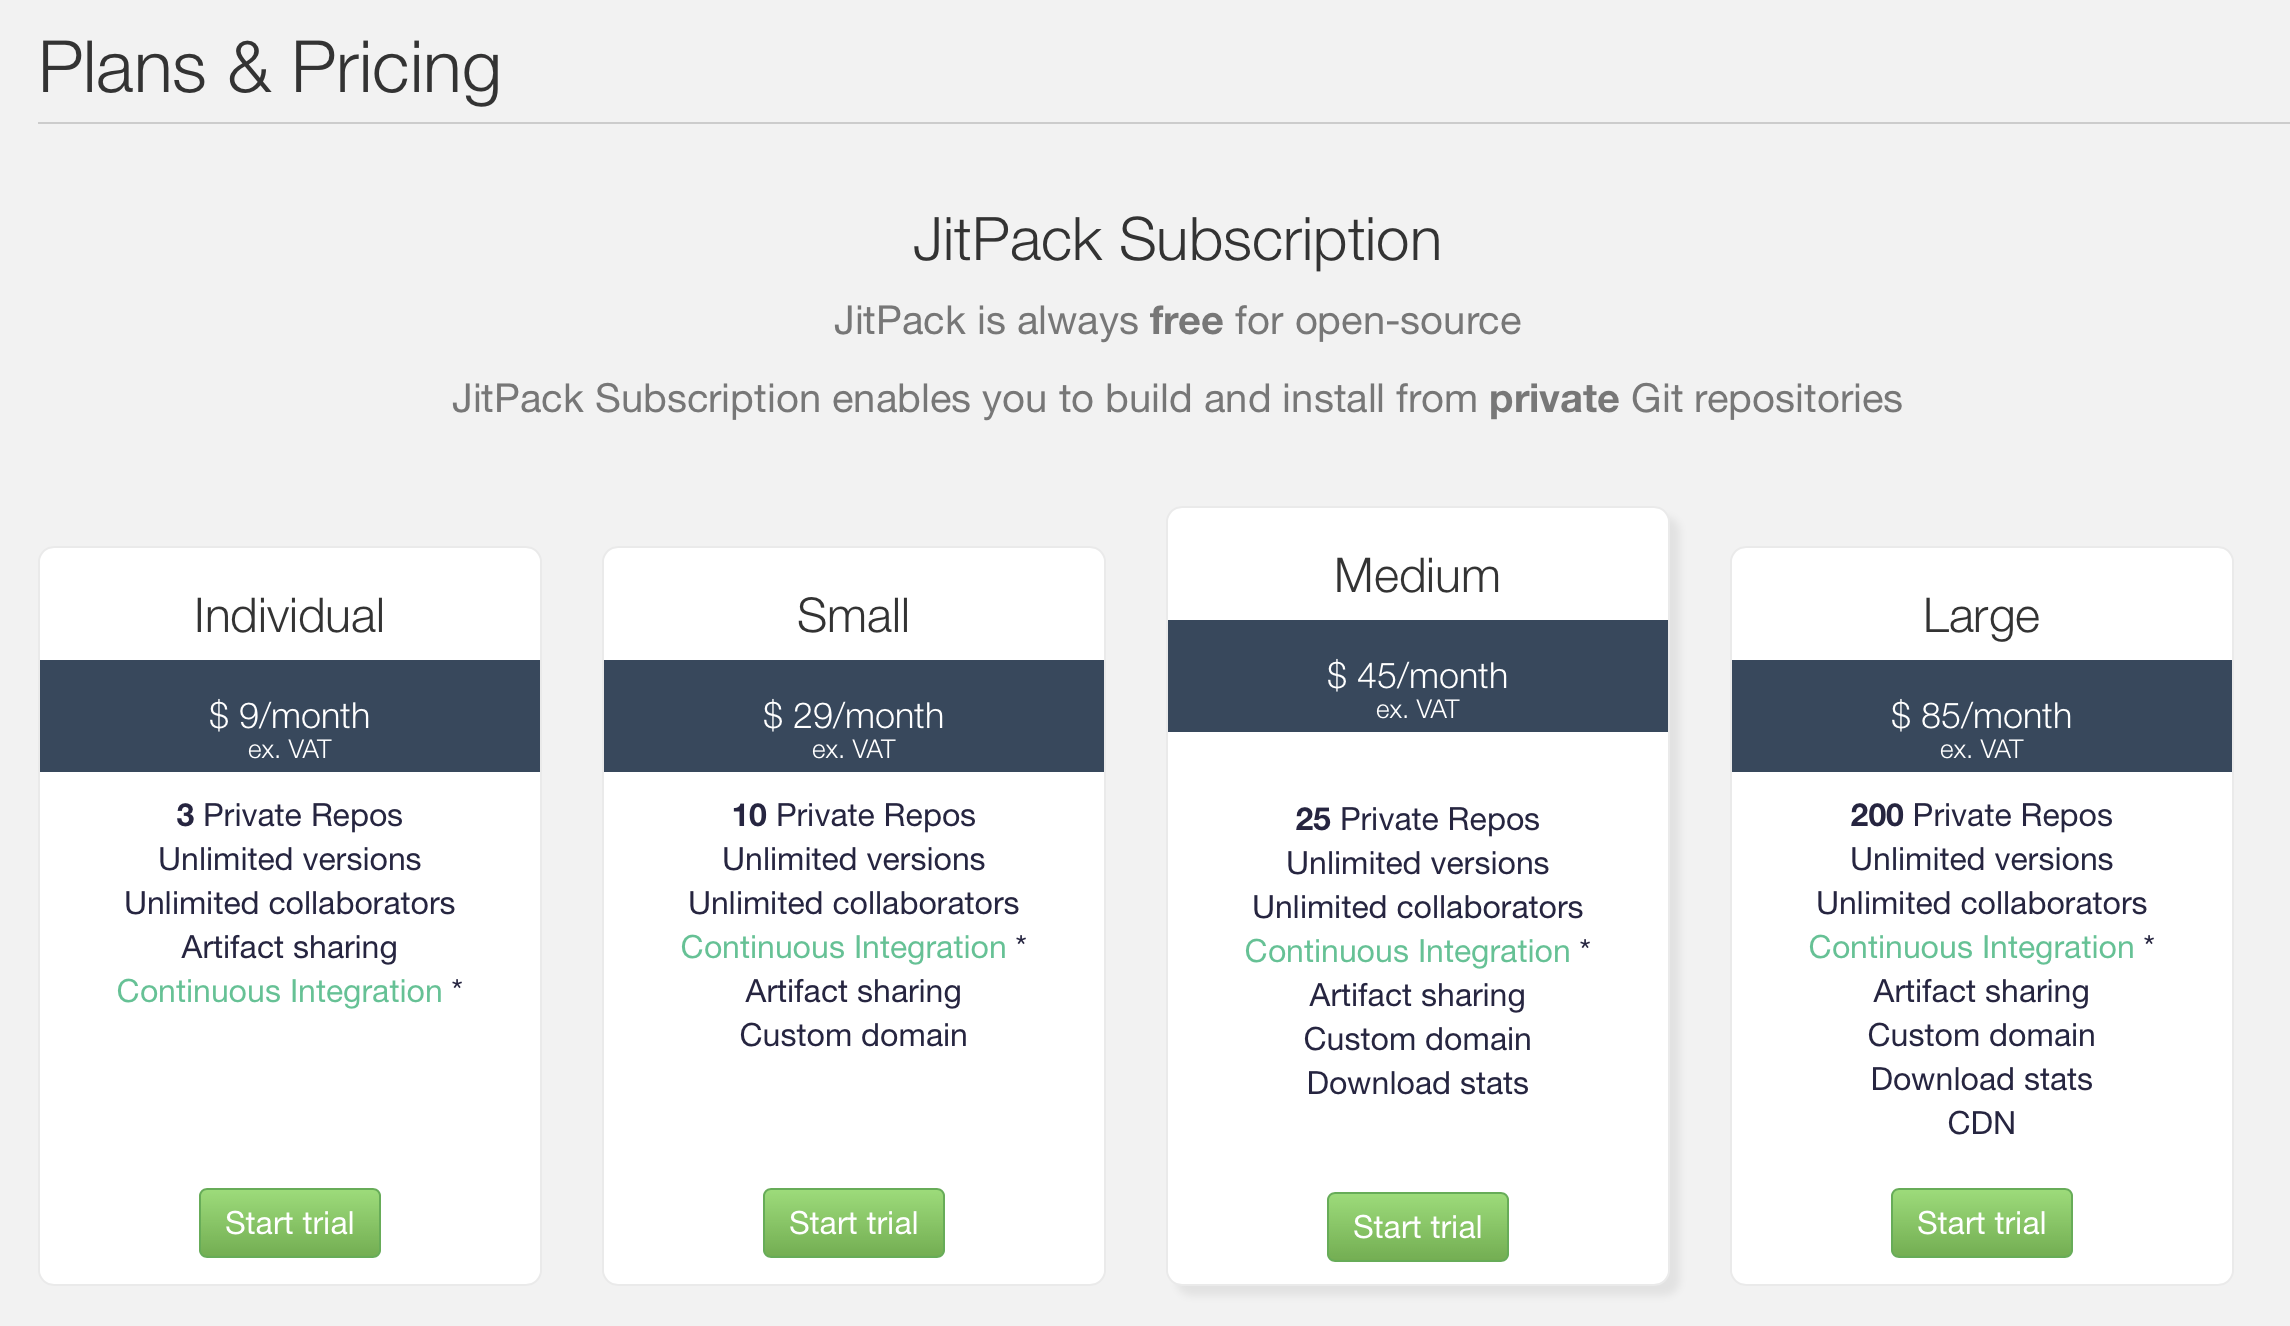 Plans & Pricing
JitPack Subscription
JitPack is always free for open-source
JitPack Subscription enables you to build and install from private Git repositories
Individual
$ 9/month
ex. VAT
3 Private Repos
Unlimited versions
Unlimited collaborators
Artifact sharing
Continuous Integration *
Start trial
Small
$ 29/month
ex. VAT
10 Private Repos
Unlimited versions
Unlimited collaborators
Continuous Integration *
Artifact sharing
Custom domain
Start trial
Medium
$ 45/month
ex. VAT
25 Private Repos
Unlimited versions
Unlimited collaborators
Continuous Integration *
Artifact sharing
Custom domain
Download stats
Start trial
Large
$ 85/month
ex. VAT
200 Private Repos
Unlimited versions
Unlimited collaborators
Continuous Integration *
Artifact sharing
Custom domain
Download stats
CDN
Start trial